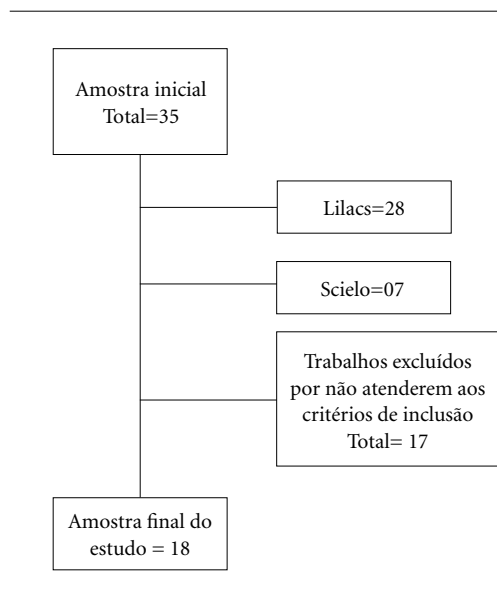 Amostra inicial
Total=35
Lilacs=28
Scielo=07
Trabalhos excluídos
por não atenderem aos
critérios de inclusão
Total= 17
Amostra final do
estudo = 18